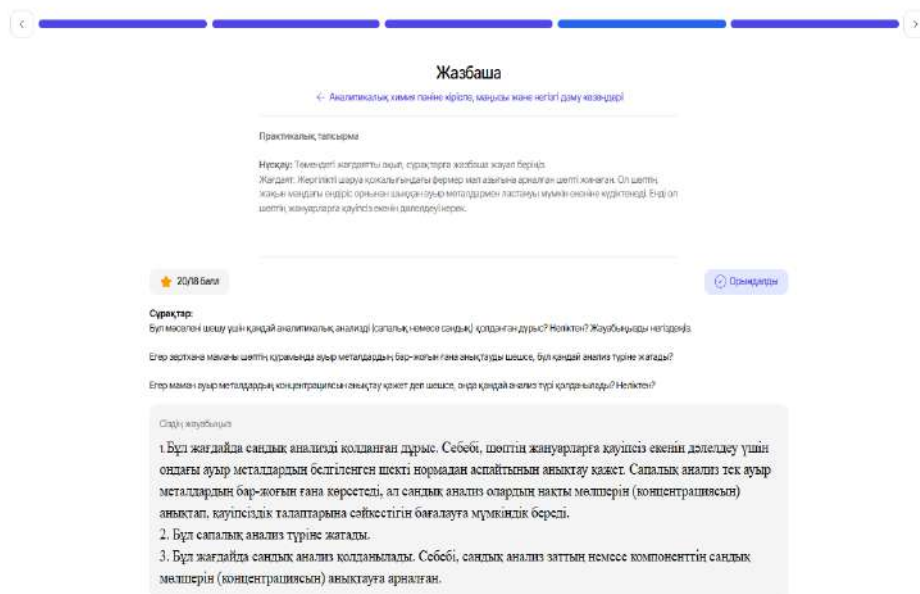 Жазбаша
← Аналитикалық химия пәніне кіріспе, маңызы және негізгі даму кезеңдері
Практикалық тапсырма
Нұсқау: Төмендегі жағдаятты оқып, сұрақтарға жазбаша жауап беріңіз.
Жағдаят: Жергілікті шаруа қожалығындағы фермер мал азығына арналған шөпті жинаған. Ол шөптің
жақын маңдағы өндіріс орнынан шыққан ауыр металдармен ластануы мүмкін екеніне күдіктенеді. Енді ол
шөптің жануарларға қауіпсіз екенін дәлелдеуі керек.
20/18 балл
Орындалды
Сұрақтар:
Бұл мәселені шешу үшін қандай аналитикалық анализді (сапалық немесе сандық) қолданған дұрыс? Неліктен? Жауабыңызды негіздеңіз.
Егер зертхана маманы шөптің құрамында ауыр металдардың бар-жоғын ғана анықтауды шешсе, бұл қандай анализ түріне жатады?
Егер маман ауыр металдардың концентрациясын анықтау қажет деп шешсе, онда қандай анализ түрі қолданылады? Неліктен?
Сіздің жауабыңыз
1.Бұл жағдайда сандық анализді қолданған дұрыс. Себебі, шөптің жануарларға қауіпсіз екенін дәлелдеу үшін
ондағы ауыр металдардың белгіленген шекті нормадан аспайтынын анықтау қажет. Сапалық анализ тек ауыр
металдардың бар-жоғын ғана көрсетеді, ал сандық анализ олардың нақты мөлшерін (концентрациясын)
анықтап, қауіпсіздік талаптарына сәйкестігін бағалауға мүмкіндік береді.
2. Бұл сапалық анализ түріне жатады.
3. Бұл жағдайда сандық анализ қолданылады. Себебі, сандық анализ заттың немесе компоненттің сандық
мөлшерін (концентрациясын) анықтауға арналған.